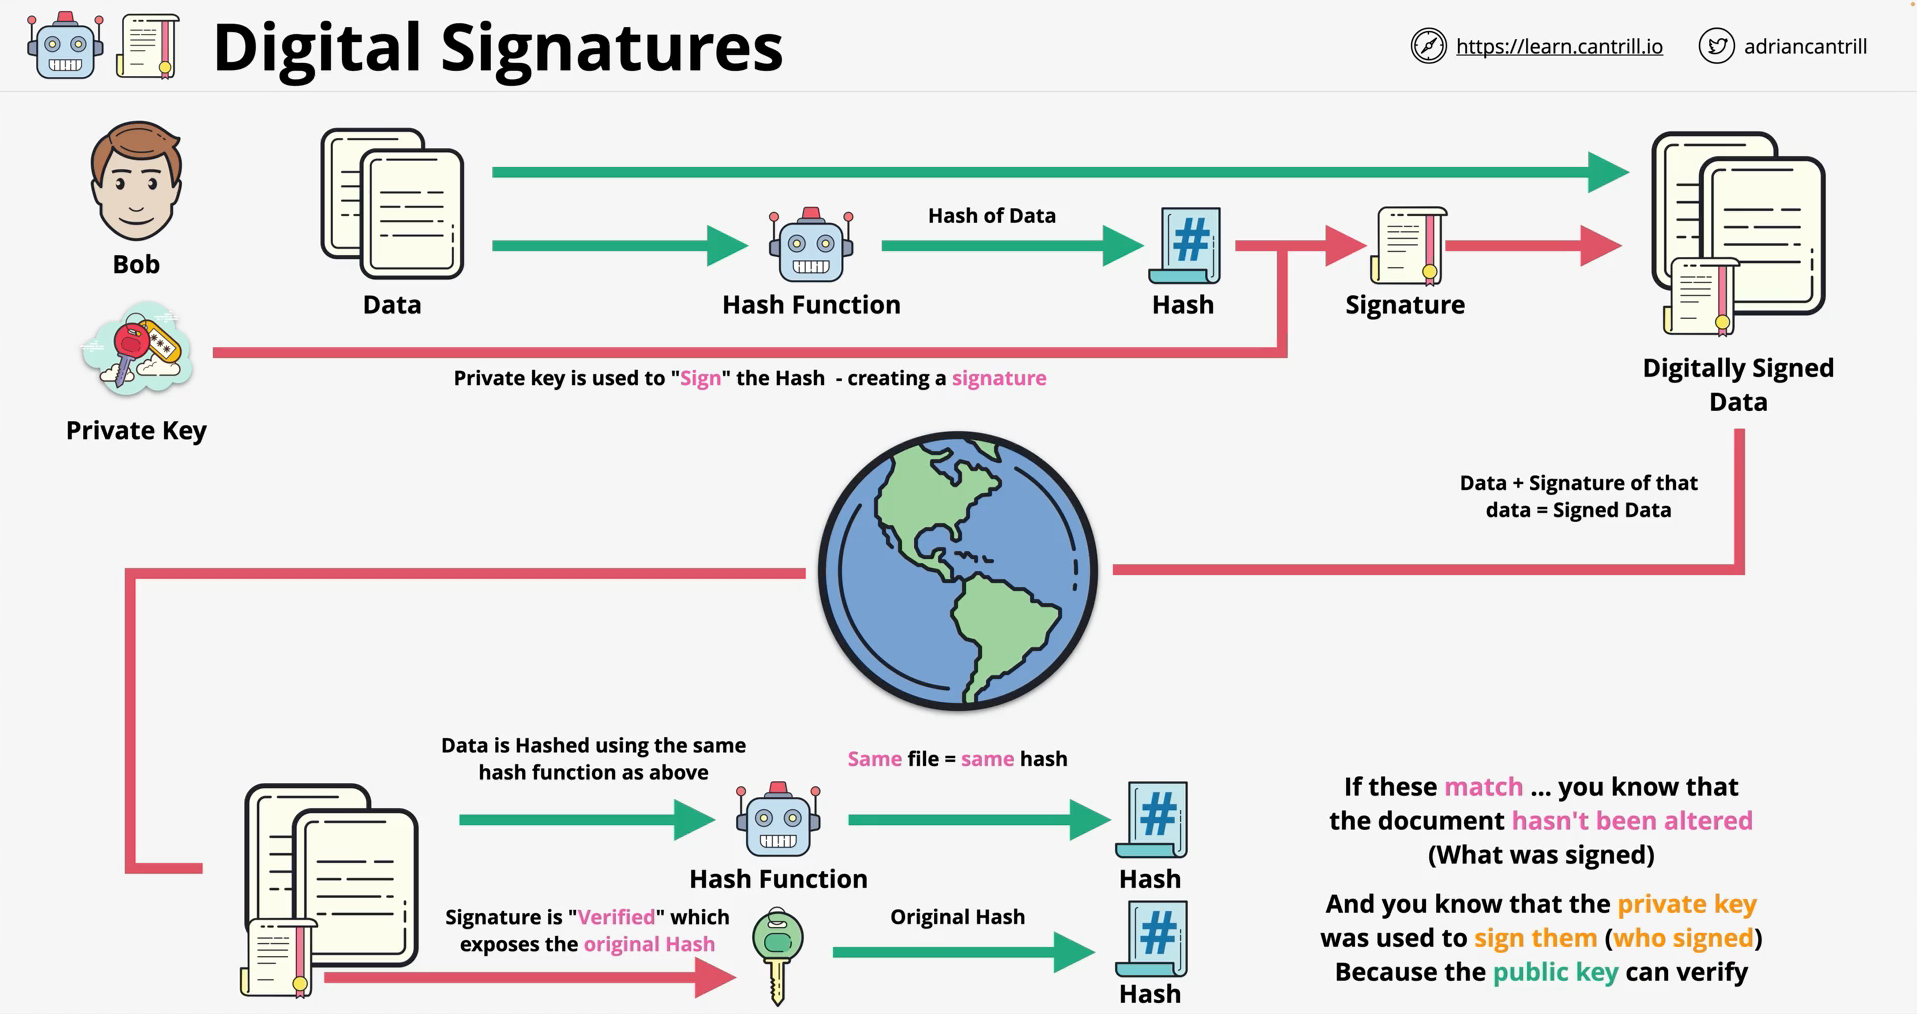 Digital Signatures
https://learn.cantrill.io
adriancantrill
Bob
Data
Hash Function
Hash of Data
Hash
Signature
Private key is used to "Sign" the Hash - creating a signature
Private Key
Digitally Signed
Data
Data + Signature of that
data = Signed Data
Data is Hashed using the same
hash function as above
Same file = same hash
Hash Function
Hash
Signature is "Verified" which
exposes the original Hash
Original Hash
Hash
If these match ... you know that
the document hasn't been altered
(What was signed)
And you know that the private key
was used to sign them (who signed)
Because the public key can verify